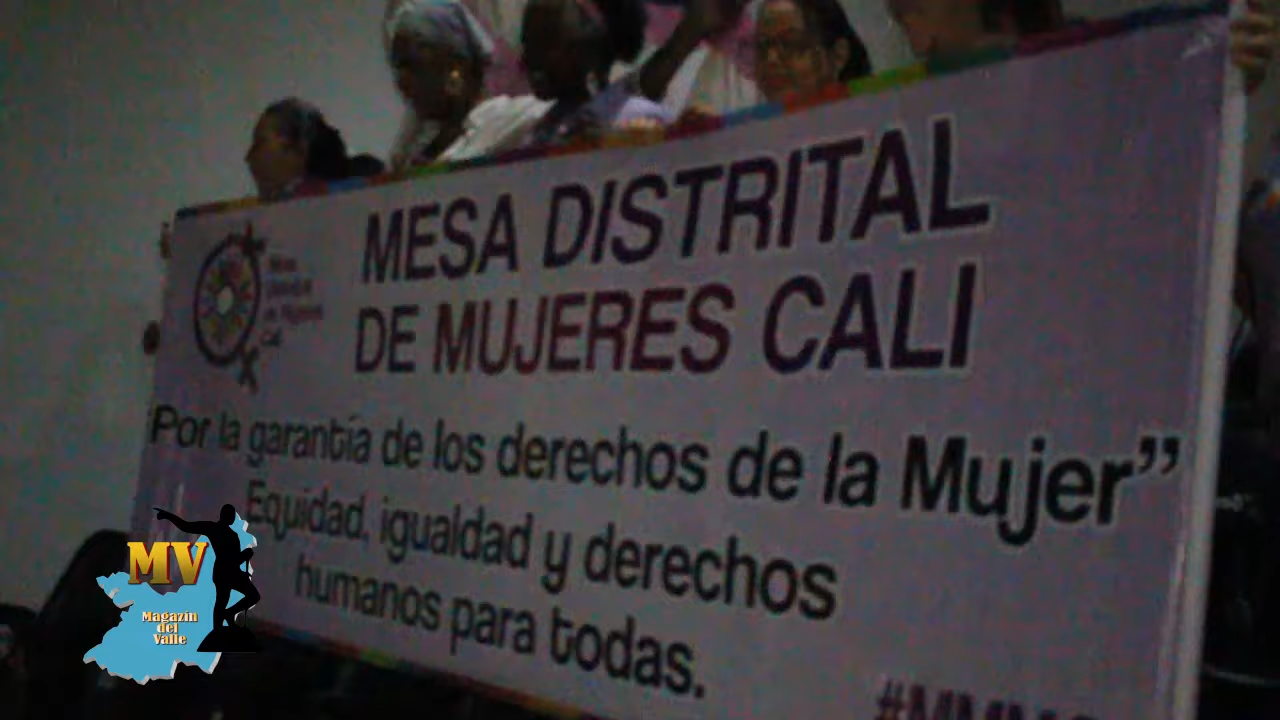 MESA DISTRITAL
DE MUJERES CALI
Por la garantía de los derechos de la Mujer”
Equidad, igualdad y derechos
humanos para todas.
MV
Magazín
del
Valle